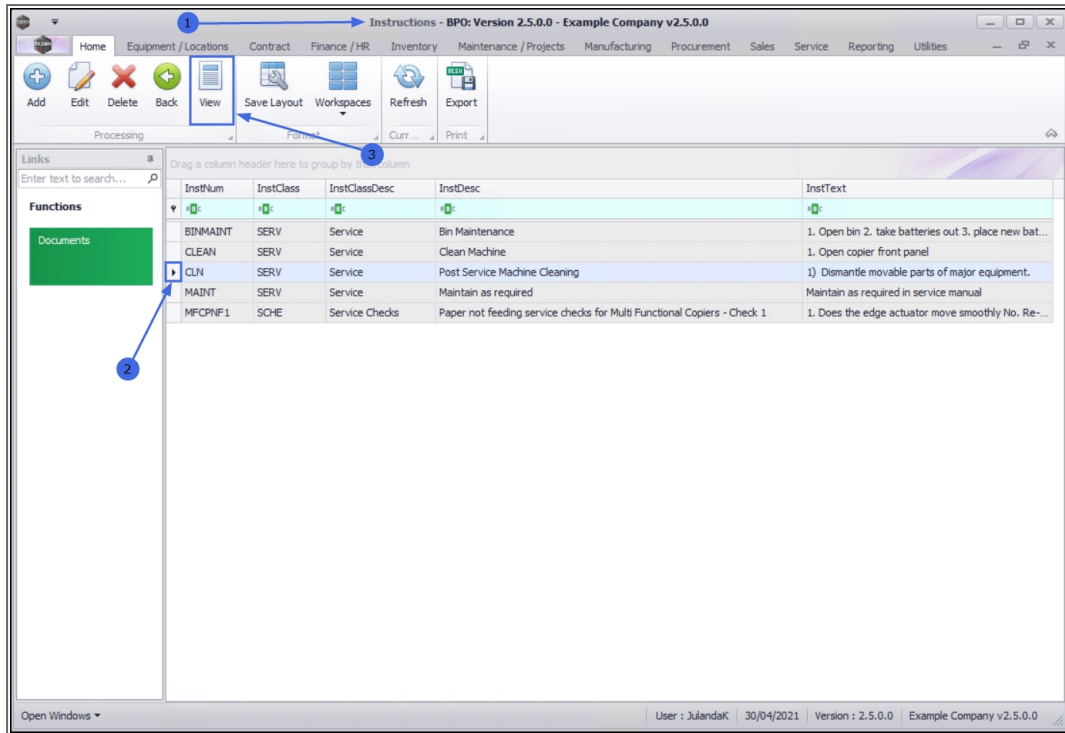 1
Instructions - BPO: Version 2.5.0.0 - Example Company v2.5.0.0
Home Equipment / Locations Contract Finance / HR Inventory Maintenance / Projects Manufacturing Procurement Sales Service Reporting Utilities
Add Edit Delete Back View Save Layout Workspaces Refresh Export
Processing Format Curr... Print
3
Links
Drag a column header here to group by that column
Enter text to search...
InstNum InstClass InstClassDesc InstDesc InstText
Functions
Documents
BINMAINT SERV Service Bin Maintenance 1. Open bin 2. take batteries out 3. place new bat...
CLEAN SERV Service Clean Machine 1. Open copier front panel
CLN SERV Service Post Service Machine Cleaning 1) Dismantle movable parts of major equipment.
MAINT SERV Service Maintain as required Maintain as required in service manual
MFCPNF1 SCHE Service Checks Paper not feeding service checks for Multi Functional Copiers - Check 1 1. Does the edge actuator move smoothly No. Re-...
2
Open Windows User : JulandaK 30/04/2021 Version : 2.5.0.0 Example Company v2.5.0.0